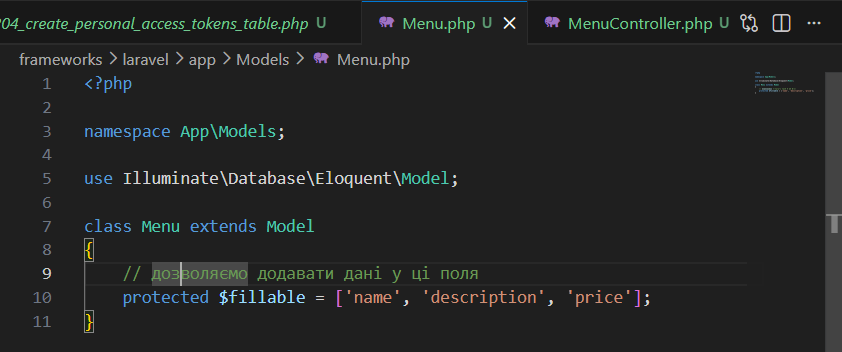 04_create_personal_access_tokens_table.php U
Menu.php U
MenuController.php U
frameworks > laravel > app > Models > Menu.php
1 <?php
2
3 namespace App\Models;
4
5 use Illuminate\Database\Eloquent\Model;
6
7 class Menu extends Model
8 {
9 // дозволяємо додавати дані у ці поля
10 protected $fillable = ['name', 'description', 'price'];
11 }